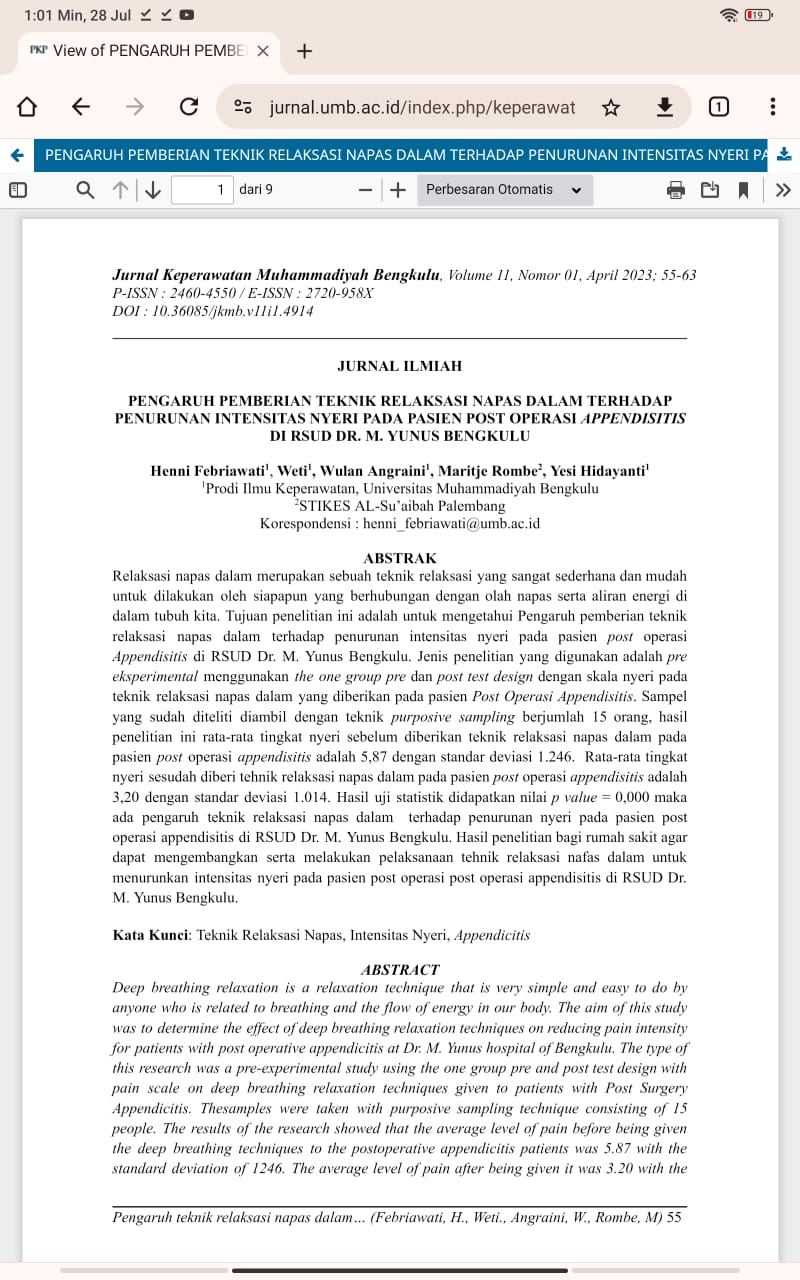 1:01 Min, 28 Jul
19
PKP View of PENGARUH PEMBE
jurnal.umb.ac.id/index.php/keperawat
1
PENGARUH PEMBERIAN TEKNIK RELAKSASI NAPAS DALAM TERHADAP PENURUNAN INTENSITAS NYERI PA
1 dari 9
Perbesaran Otomatis
Jurnal Keperawatan Muhammadiyah Bengkulu, Volume 11, Nomor 01, April 2023; 55-63
P-ISSN : 2460-4550 / E-ISSN : 2720-958X
DOI : 10.36085/jkmb.v11i1.4914
JURNAL ILMIAH
PENGARUH PEMBERIAN TEKNIK RELAKSASI NAPAS DALAM TERHADAP
PENURUNAN INTENSITAS NYERI PADA PASIEN POST OPERASI APPENDISITIS
DI RSUD DR. M. YUNUS BENGKULU
Henni Febriawati¹, Weti¹, Wulan Angraini¹, Maritje Rombe², Yesi Hidayanti¹
¹Prodi Ilmu Keperawatan, Universitas Muhammadiyah Bengkulu
²STIKES AL-Su’aibah Palembang
Korespondensi : henni_febriawati@umb.ac.id
ABSTRAK
Relaksasi napas dalam merupakan sebuah teknik relaksasi yang sangat sederhana dan mudah
untuk dilakukan oleh siapapun yang berhubungan dengan olah napas serta aliran energi di
dalam tubuh kita. Tujuan penelitian ini adalah untuk mengetahui Pengaruh pemberian teknik
relaksasi napas dalam terhadap penurunan intensitas nyeri pada pasien post operasi
Appendisitis di RSUD Dr. M. Yunus Bengkulu. Jenis penelitian yang digunakan adalah pre
eksperimental menggunakan the one group pre dan post test design dengan skala nyeri pada
teknik relaksasi napas dalam yang diberikan pada pasien Post Operasi Appendisitis. Sampel
yang sudah diteliti diambil dengan teknik purposive sampling berjumlah 15 orang, hasil
penelitian ini rata-rata tingkat nyeri sebelum diberikan teknik relaksasi napas dalam pada
pasien post operasi appendisitis adalah 5,87 dengan standar deviasi 1.246. Rata-rata tingkat
nyeri sesudah diberi tehnik relaksasi napas dalam pada pasien post operasi appendisitis adalah
3,20 dengan standar deviasi 1.014. Hasil uji statistik didapatkan nilai p value = 0,000 maka
ada pengaruh teknik relaksasi napas dalam terhadap penurunan nyeri pada pasien post
operasi appendisitis di RSUD Dr. M. Yunus Bengkulu. Hasil penelitian bagi rumah sakit agar
dapat mengembangkan serta melakukan pelaksanaan tehnik relaksasi nafas dalam untuk
menurunkan intensitas nyeri pada pasien post operasi post operasi appendisitis di RSUD Dr.
M. Yunus Bengkulu.
Kata Kunci: Teknik Relaksasi Napas, Intensitas Nyeri, Appendicitis
ABSTRACT
Deep breathing relaxation is a relaxation technique that is very simple and easy to do by
anyone who is related to breathing and the flow of energy in our body. The aim of this study
was to determine the effect of deep breathing relaxation techniques on reducing pain intensity
for patients with post operative appendicitis at Dr. M. Yunus hospital of Bengkulu. The type of
this research was a pre-experimental study using the one group pre and post test design with
pain scale on deep breathing relaxation techniques given to patients with Post Surgery
Appendicitis. Thesamples were taken with purposive sampling technique consisting of 15
people. The results of the research showed that the average level of pain before being given
the deep breathing techniques to the postoperative appendicitis patients was 5.87 with the
standard deviation of 1246. The average level of pain after being given it was 3.20 with the
Pengaruh teknik relaksasi napas dalam… (Febriawati, H., Weti., Angraini, W., Rombe, M) 55